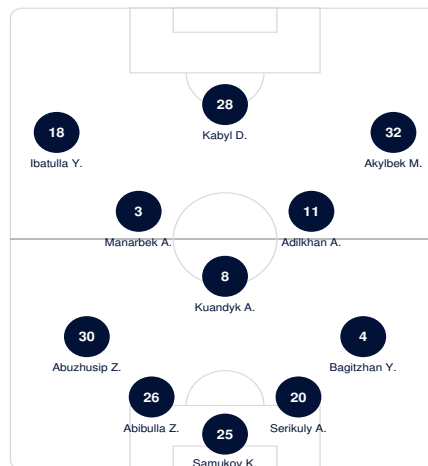 28
Kabyl D.
18
Ibatulla Y.
32
Akylbek M.
3
Manarbek A.
11
Adilkhan A.
8
Kuandyk A.
30
Abuzhusip Z.
4
Bagitzhan Y.
26
Abibulla Z.
20
Serikuly A.
25
Samukov K.